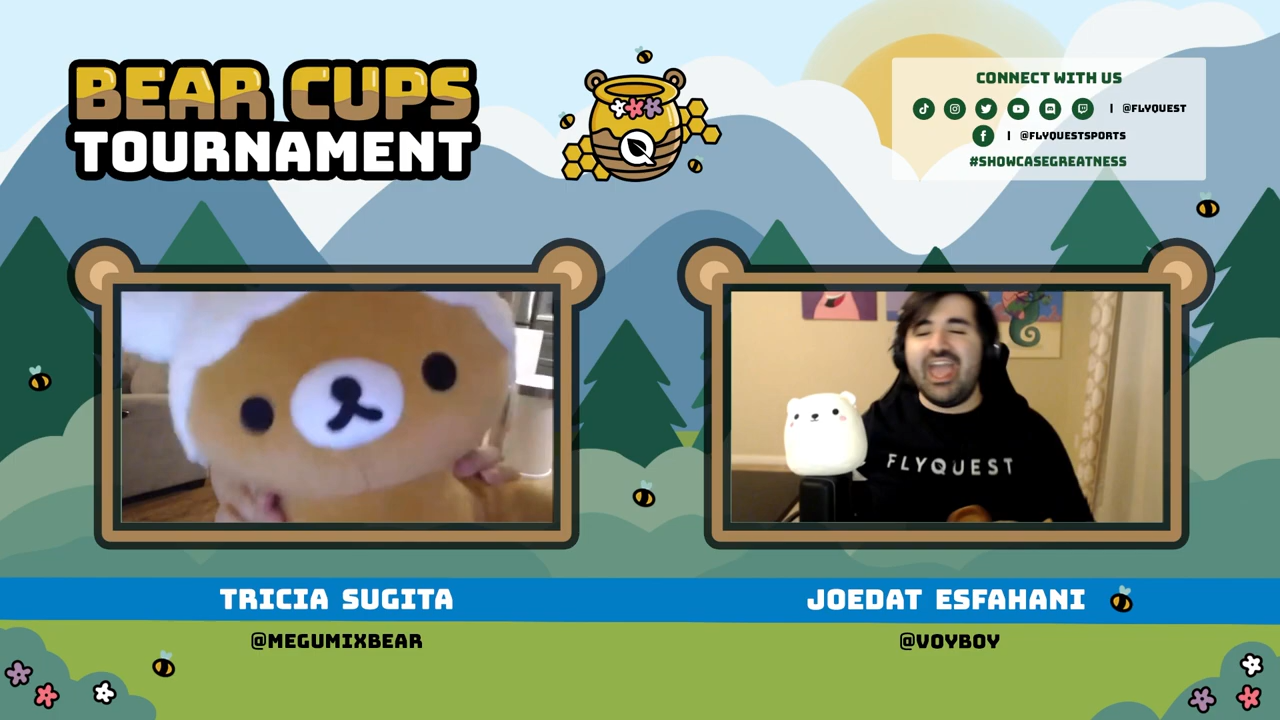 BEAR CUPS
TOURNAMENT
CONNECT WITH US
| @FLYQUEST
| @FLYQUESTSPORTS
#SHOWCASEGREATNESS
FLYQUEST
TRICIA SUGITA
JOEDAT ESFAHANI
@MEGUMIXBEAR
@VOYBOY